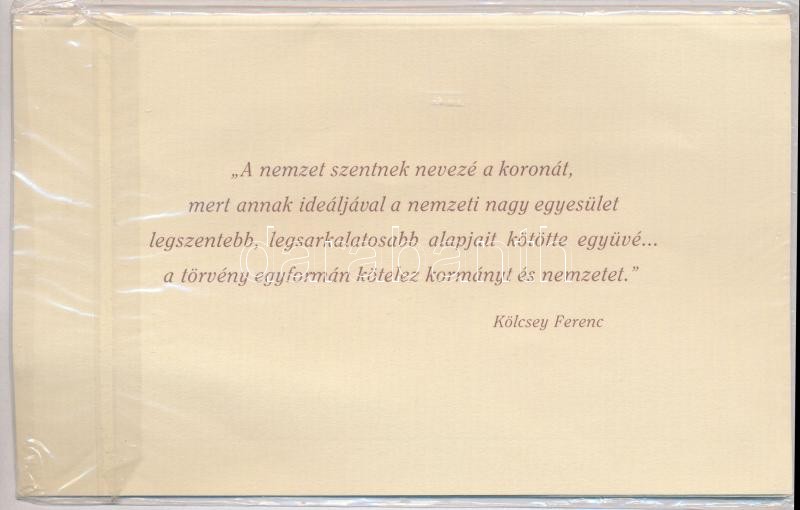 „A nemzet szentnek nevezé a koronát,
mert annak ideáljával a nemzeti nagy egyesület
legszentebb, legsarkalatosabb alapjait kötötte együvé...
a törvény egyformán kötelez kormányt és nemzetet.”
Kölcsey Ferenc
darabanth